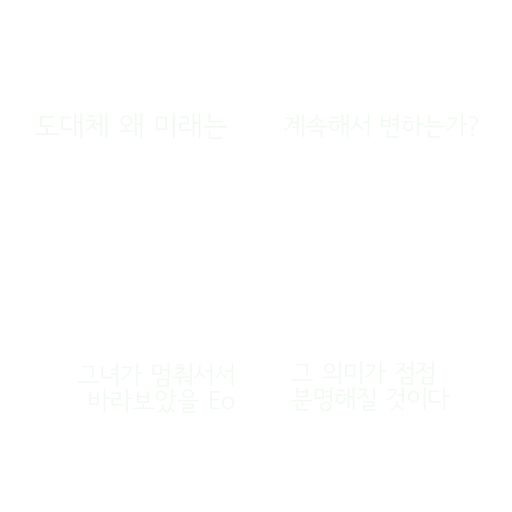 도대체 왜 미래는
계속해서 변하는가?
그녀가 멈춰서서
바라보았을 Eo
그 의미가 점점
분명해질 것이다